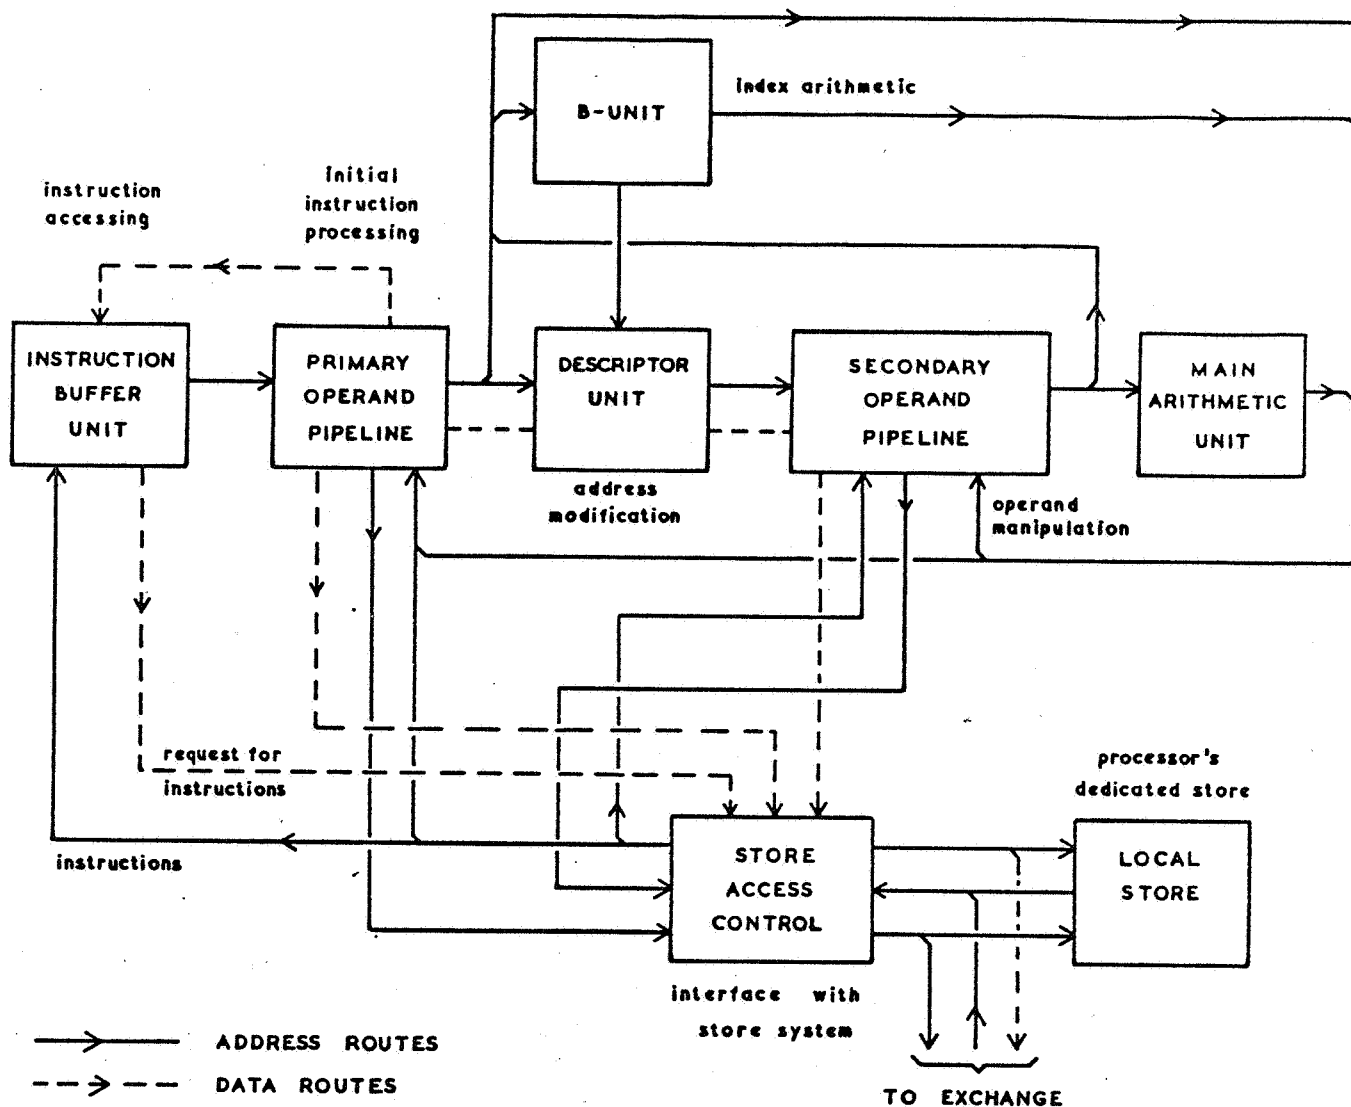 index arithmetic
B-UNIT
Initial
instruction
processing
instruction
accessing
INSTRUCTION
BUFFER
UNIT
PRIMARY
OPERAND
PIPELINE
DESCRIPTOR
UNIT
SECONDARY
OPERAND
PIPELINE
MAIN
ARITHMETIC
UNIT
address
modification
operand
manipulation
request for
instructions
instructions
processor's
dedicated store
STORE
ACCESS
CONTROL
LOCAL
STORE
interface with
store system
ADDRESS ROUTES
DATA ROUTES
TO EXCHANGE